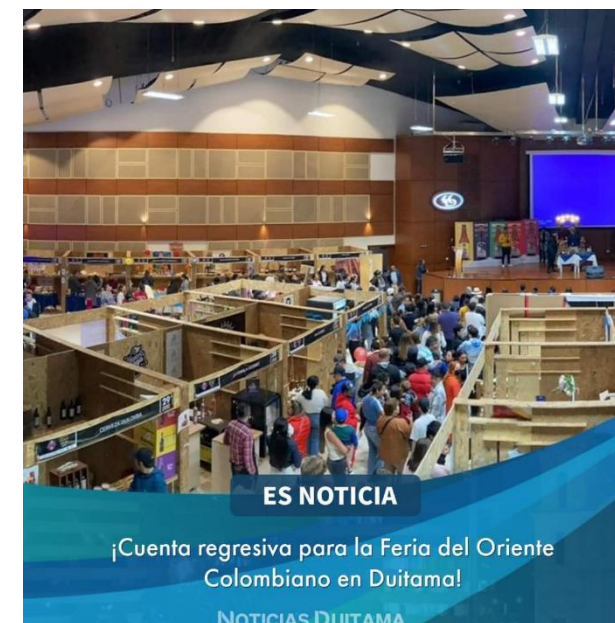 ES NOTICIA
¡Cuenta regresiva para la Feria del Oriente
Colombiano en Duitama!
NOTICIAS DUITAMA